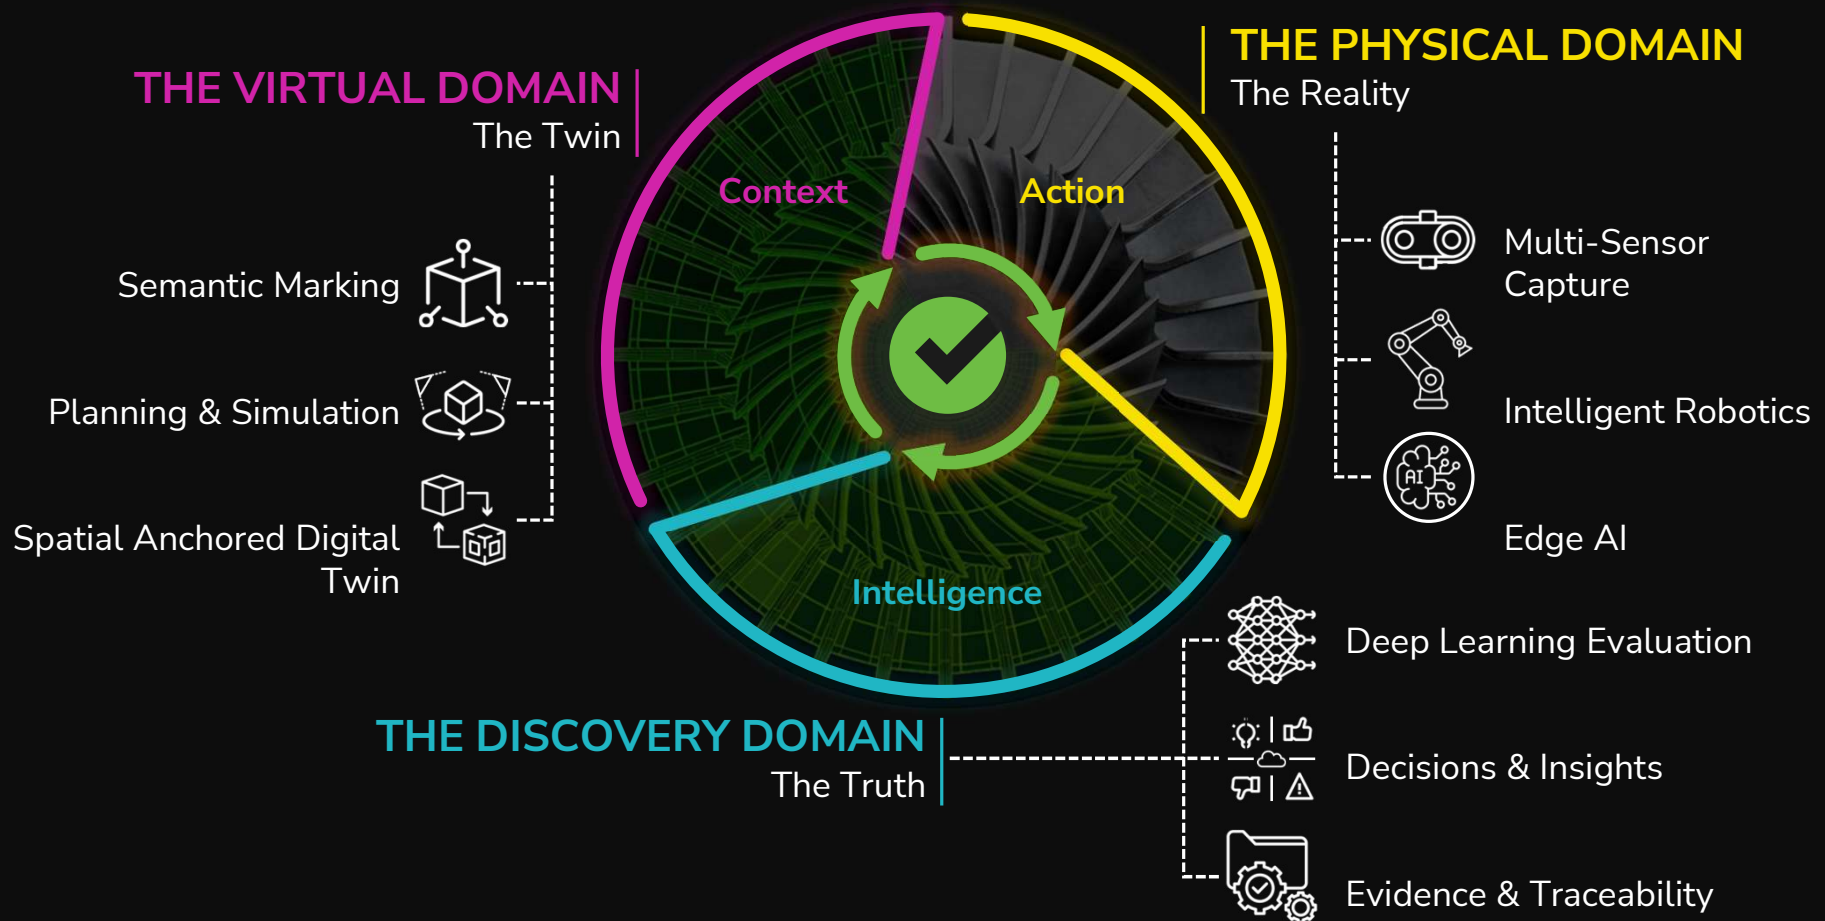 THE VIRTUAL DOMAIN
The Twin
Semantic Marking
Planning & Simulation
Spatial Anchored Digital
Twin
Context
Action
Intelligence
THE PHYSICAL DOMAIN
The Reality
Multi-Sensor
Capture
Intelligent Robotics
AI
Edge AI
THE DISCOVERY DOMAIN
The Truth
Deep Learning Evaluation
Decisions & Insights
Evidence & Traceability